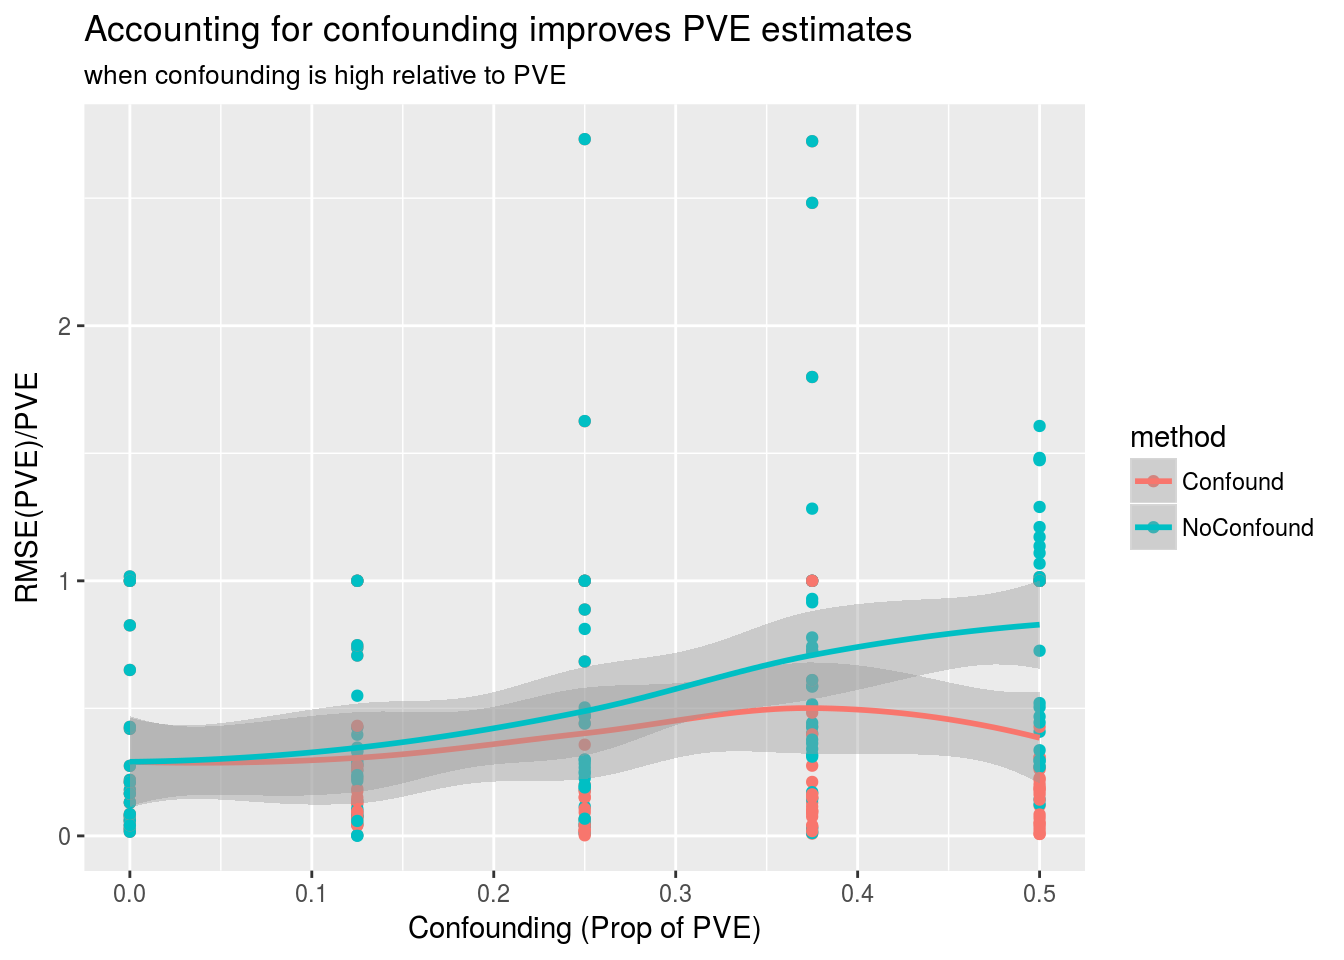 Accounting for confounding improves PVE estimates
when confounding is high relative to PVE
RMSE(PVE)/PVE
2
1
0
0.0
0.1
0.2
0.3
0.4
0.5
Confounding (Prop of PVE)
method
Confound
NoConfound